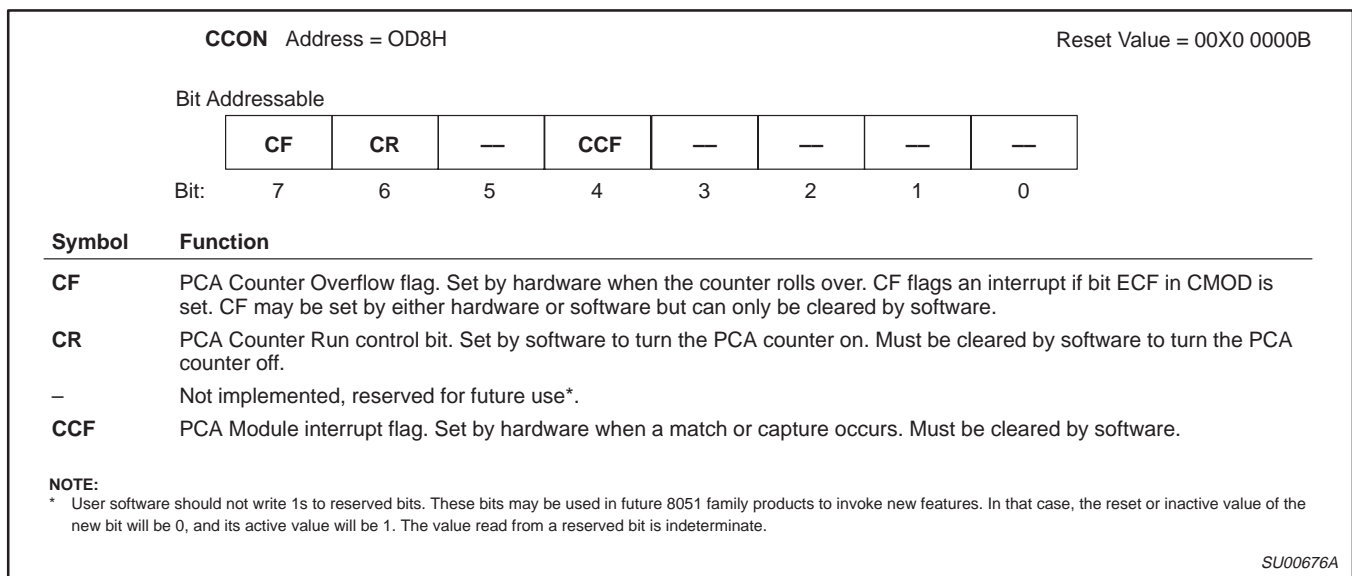 CCON Address = OD8H Reset Value = 00X0 0000B
Bit Addressable
CF CR — CCF — — — —
Bit: 7 6 5 4 3 2 1 0
Symbol Function
CF PCA Counter Overflow flag. Set by hardware when the counter rolls over. CF flags an interrupt if bit ECF in CMOD is
set. CF may be set by either hardware or software but can only be cleared by software.
CR PCA Counter Run control bit. Set by software to turn the PCA counter on. Must be cleared by software to turn the PCA
counter off.
– Not implemented, reserved for future use*.
CCF PCA Module interrupt flag. Set by hardware when a match or capture occurs. Must be cleared by software.
NOTE:
* User software should not write 1s to reserved bits. These bits may be used in future 8051 family products to invoke new features. In that case, the reset or inactive value of the
new bit will be 0, and its active value will be 1. The value read from a reserved bit is indeterminate.
SU00676A